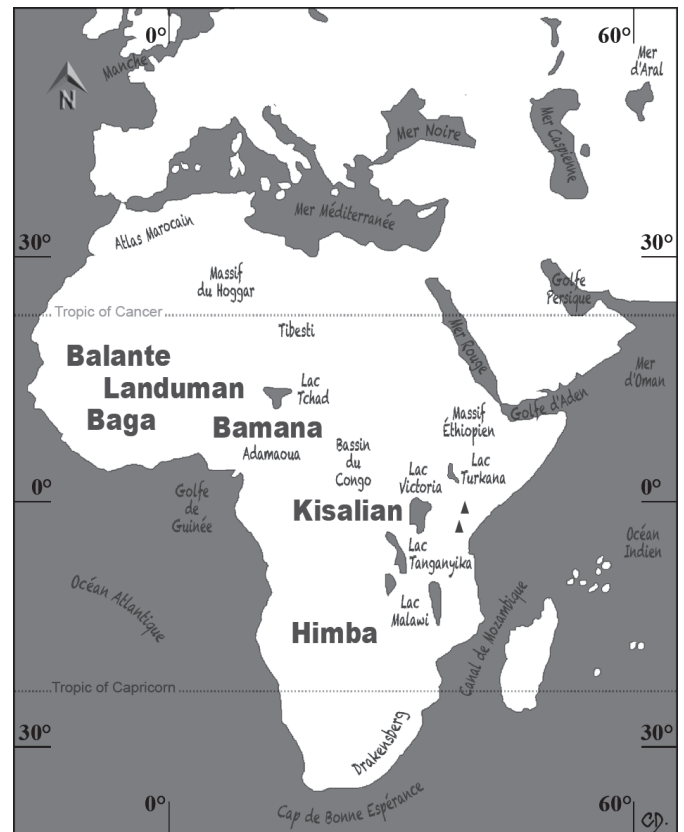 0°
60°
Manche
N
Mer
d'Aral
Mer Noire
Mer Caspienne
Mer Méditerranée
Atlas Marocain
30°
30°
Massif
du Hoggar
Golfe
Persique
Tropic of Cancer
Tibesti
Mer Rouge
Balante
Landuman
Baga
Bamana
Lac
Tchad
Mer
d'Oman
Golfe d'Aden
Massif
Éthiopien
Adamaoua
Bassin
du
Congo
Lac
Turkana
Lac
Victoria
0°
0°
Golfe
de
Guinée
Kisalian
Océan
Indien
Lac
Tanganyika
Océan Atlantique
Lac
Malawi
Himba
Canal de Mozambique
Tropic of Capricorn
30°
30°
Drakensberg
Cap de Bonne Espérance
0°
60°
CD.